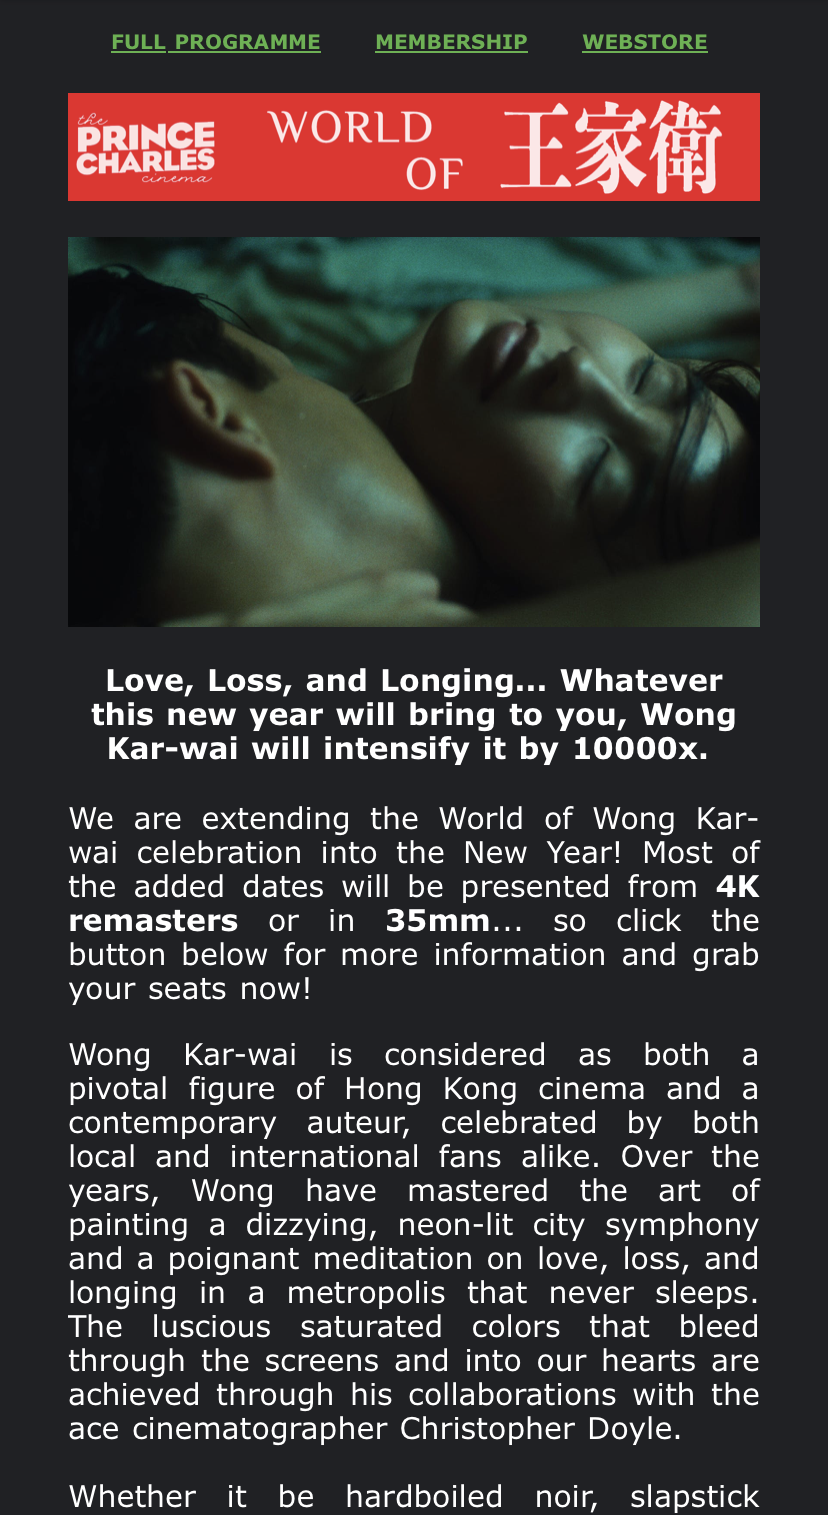 FULL PROGRAMME MEMBERSHIP WEBSTORE
the
PRINCE
CHARLES
cinema
WORLD
OF
王家衛
Love, Loss, and Longing... Whatever
this new year will bring to you, Wong
Kar-wai will intensify it by 10000x.
We are extending the World of Wong Kar-
wai celebration into the New Year! Most of
the added dates will be presented from 4K
remasters or in 35mm... so click the
button below for more information and grab
your seats now!
Wong Kar-wai is considered as both a
pivotal figure of Hong Kong cinema and a
contemporary auteur, celebrated by both
local and international fans alike. Over the
years, Wong have mastered the art of
painting a dizzying, neon-lit city symphony
and a poignant meditation on love, loss, and
longing in a metropolis that never sleeps.
The luscious saturated colors that bleed
through the screens and into our hearts are
achieved through his collaborations with the
ace cinematographer Christopher Doyle.
Whether it be hardboiled noir, slapstick